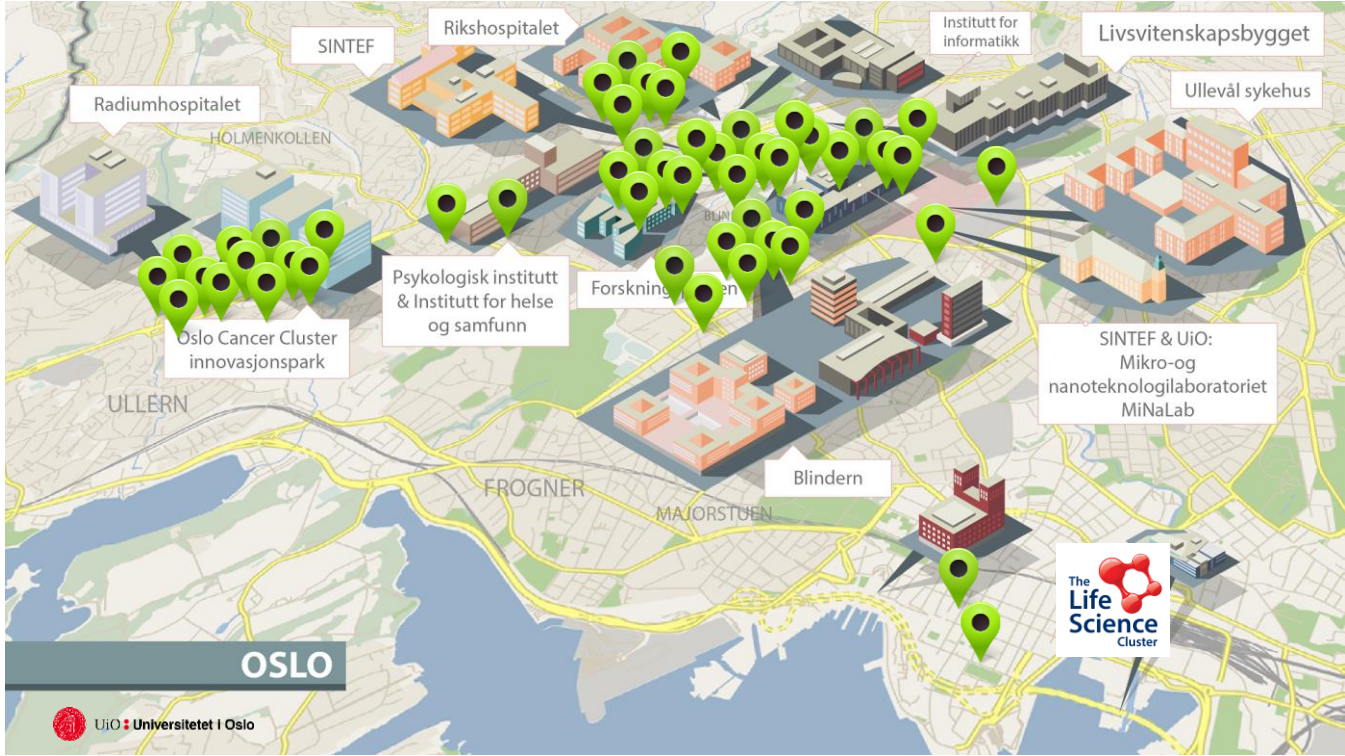 SINTEF
Rikshospitalet
Institutt for
informatikk
Livsvitenskapsbygget
Ullevål sykehus
Radiumhospitalet
HOLMENKOLLEN
Psykologisk institutt
& Institutt for helse
og samfunn
Oslo Cancer Cluster
innovasjonspark
SINTEF & UiO:
Mikro-og
nanoteknologilaboratoriet
MiNaLab
ULLERN
Blindern
FROGNER
MAJORSTUEN
The
Life
Science
Cluster
OSLO
UiO : Universitetet i Oslo